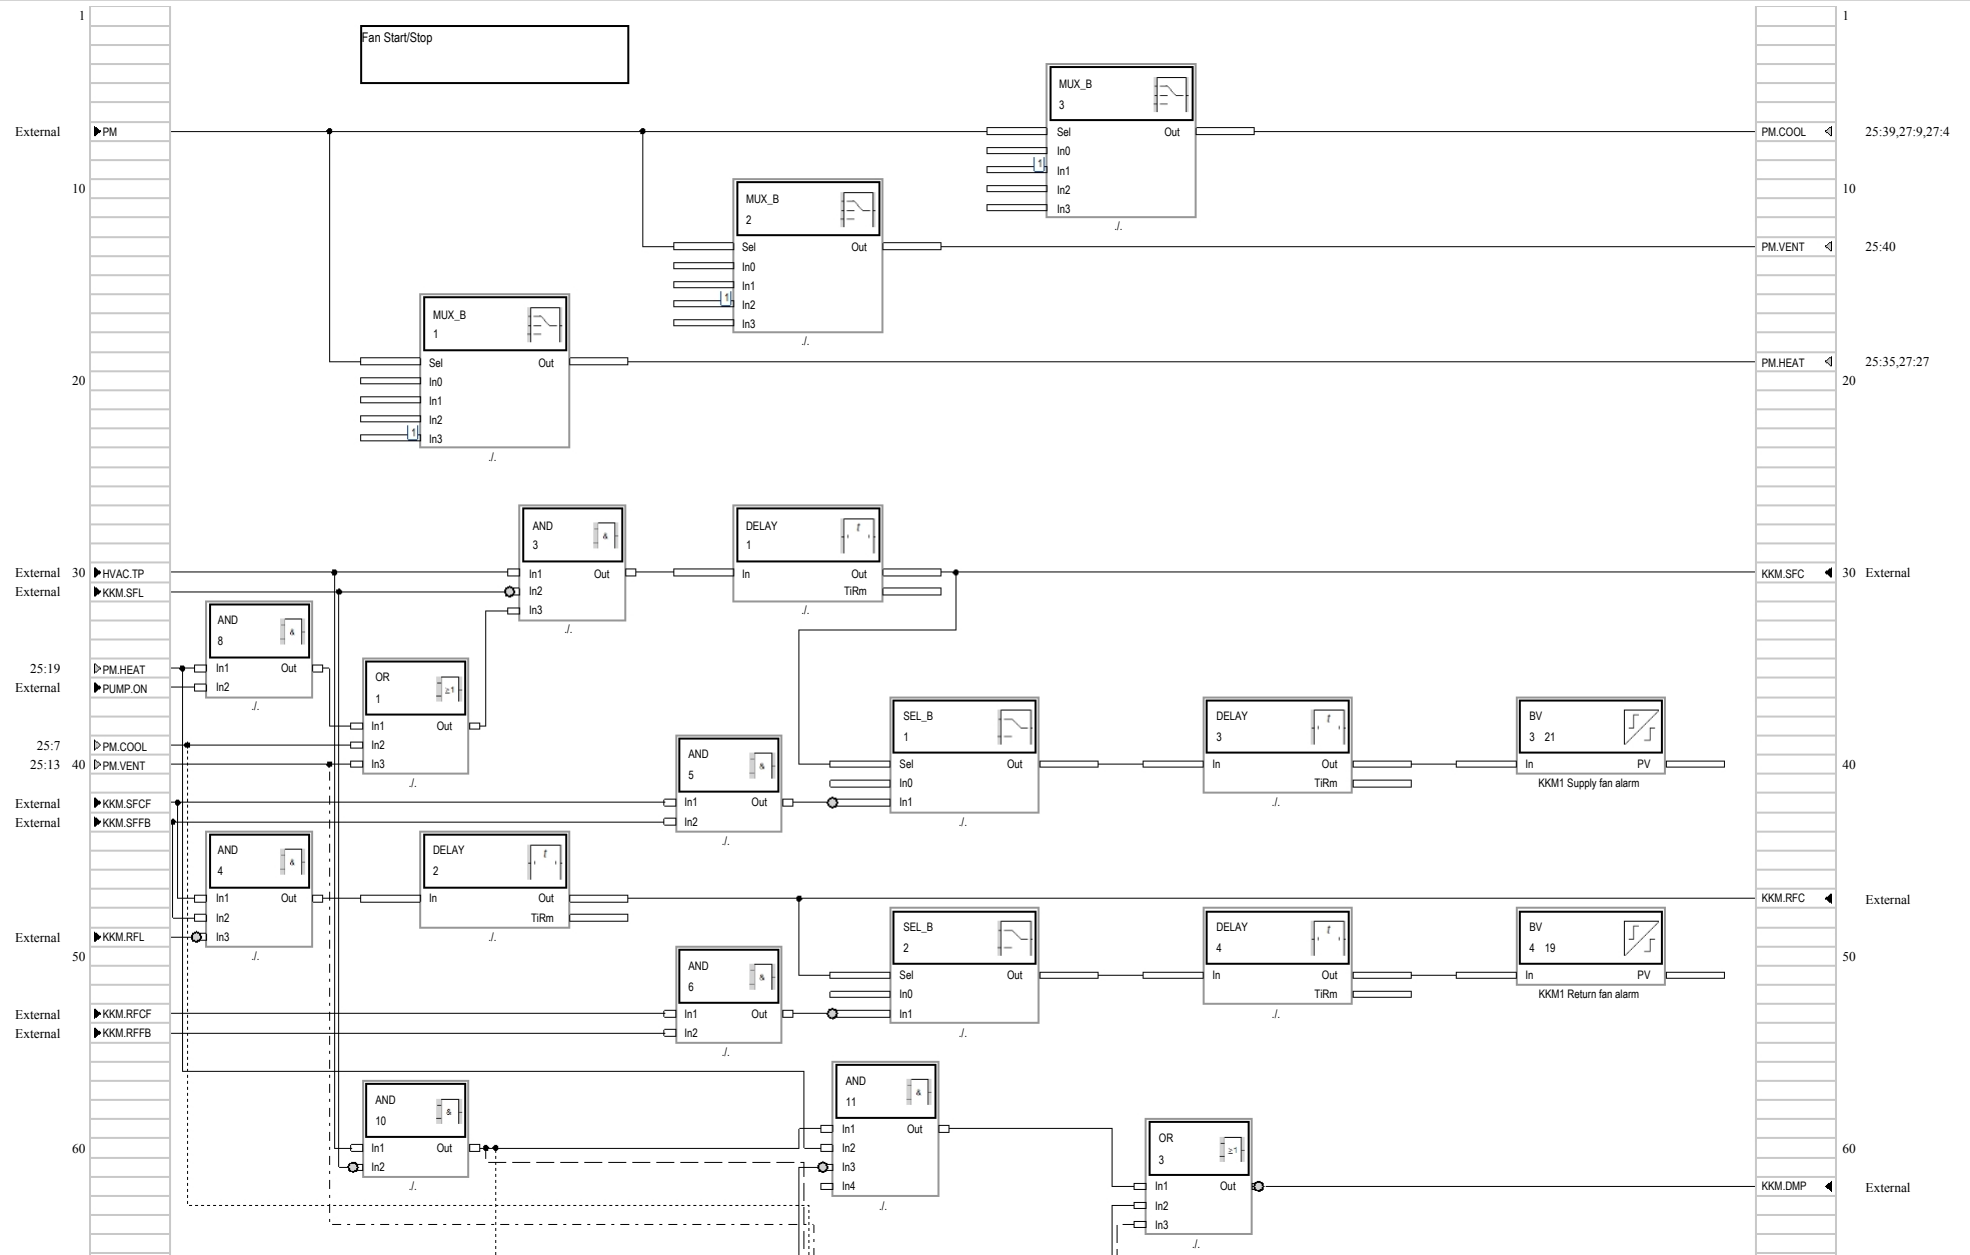 1
1
Fan Start/Stop
MUX_B
3
External
PM
Sel
Out
PM.COOL
25:39,27:9,27:4
In0
1
In1
10
In2
10
In3
./.
MUX_B
2
Sel
Out
PM.VENT
25:40
In0
In1
1
In2
In3
./.
MUX_B
1
Sel
Out
PM.HEAT
25:35,27:27
20
In0
20
In1
In2
1
In3
./.
AND
3
&
DELAY
1
t
External
30
HVAC.TP
In1
Out
In
Out
KKM.SFC
30
External
External
KKM.SFL
In2
TiRm
In3
./.
./.
AND
8
&
25:19
PM.HEAT
In1
Out
External
PUMP.ON
In2
./.
OR
1
≥1
In1
Out
25:7
PM.COOL
In2
25:13
40
PM.VENT
In3
./.
AND
5
&
SEL_B
1
DELAY
3
t
BV
3 21
Sel
Out
In
Out
In
PV
40
In0
TiRm
KKM1 Supply fan alarm
External
KKM.SFCF
In1
Out
In1
./.
External
KKM.SFFB
In2
./.
./.
AND
4
&
DELAY
2
t
In1
Out
In
Out
KKM.RFC
External
In2
TiRm
External
KKM.RFL
In3
./.
./.
50
AND
6
&
SEL_B
2
DELAY
4
t
BV
4 19
50
Sel
Out
In
Out
In
PV
In0
TiRm
KKM1 Return fan alarm
External
KKM.RFCF
In1
Out
In1
./.
External
KKM.RFFB
In2
./.
./.
AND
10
&
AND
11
&
OR
3
≥1
60
In1
Out
In1
Out
60
In2
In2
./.
In3
In4
./.
In1
Out
KKM.DMP
External
In2
In3
./.